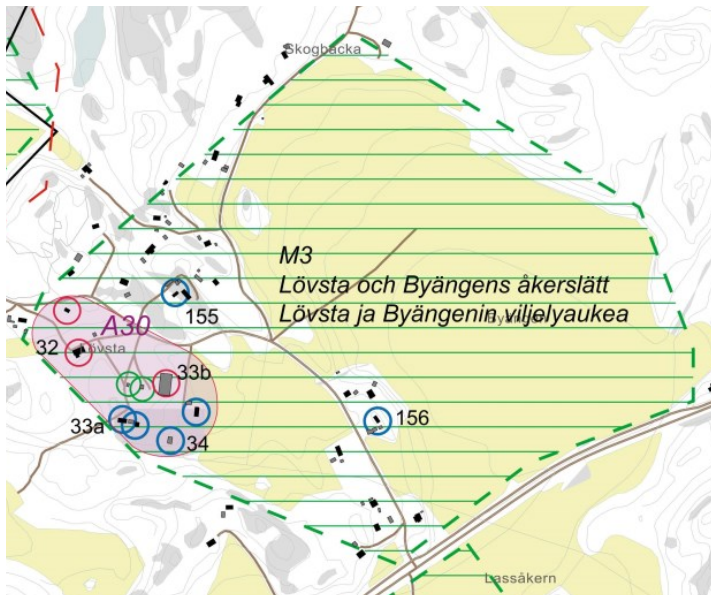 Skogbacka
M3
Lövsta och Byängens åkerslätt
Lövsta ja Byängenin viljelyaukea
155
A30
32
Lövsta
33b
156
33a
34
Lassåkern